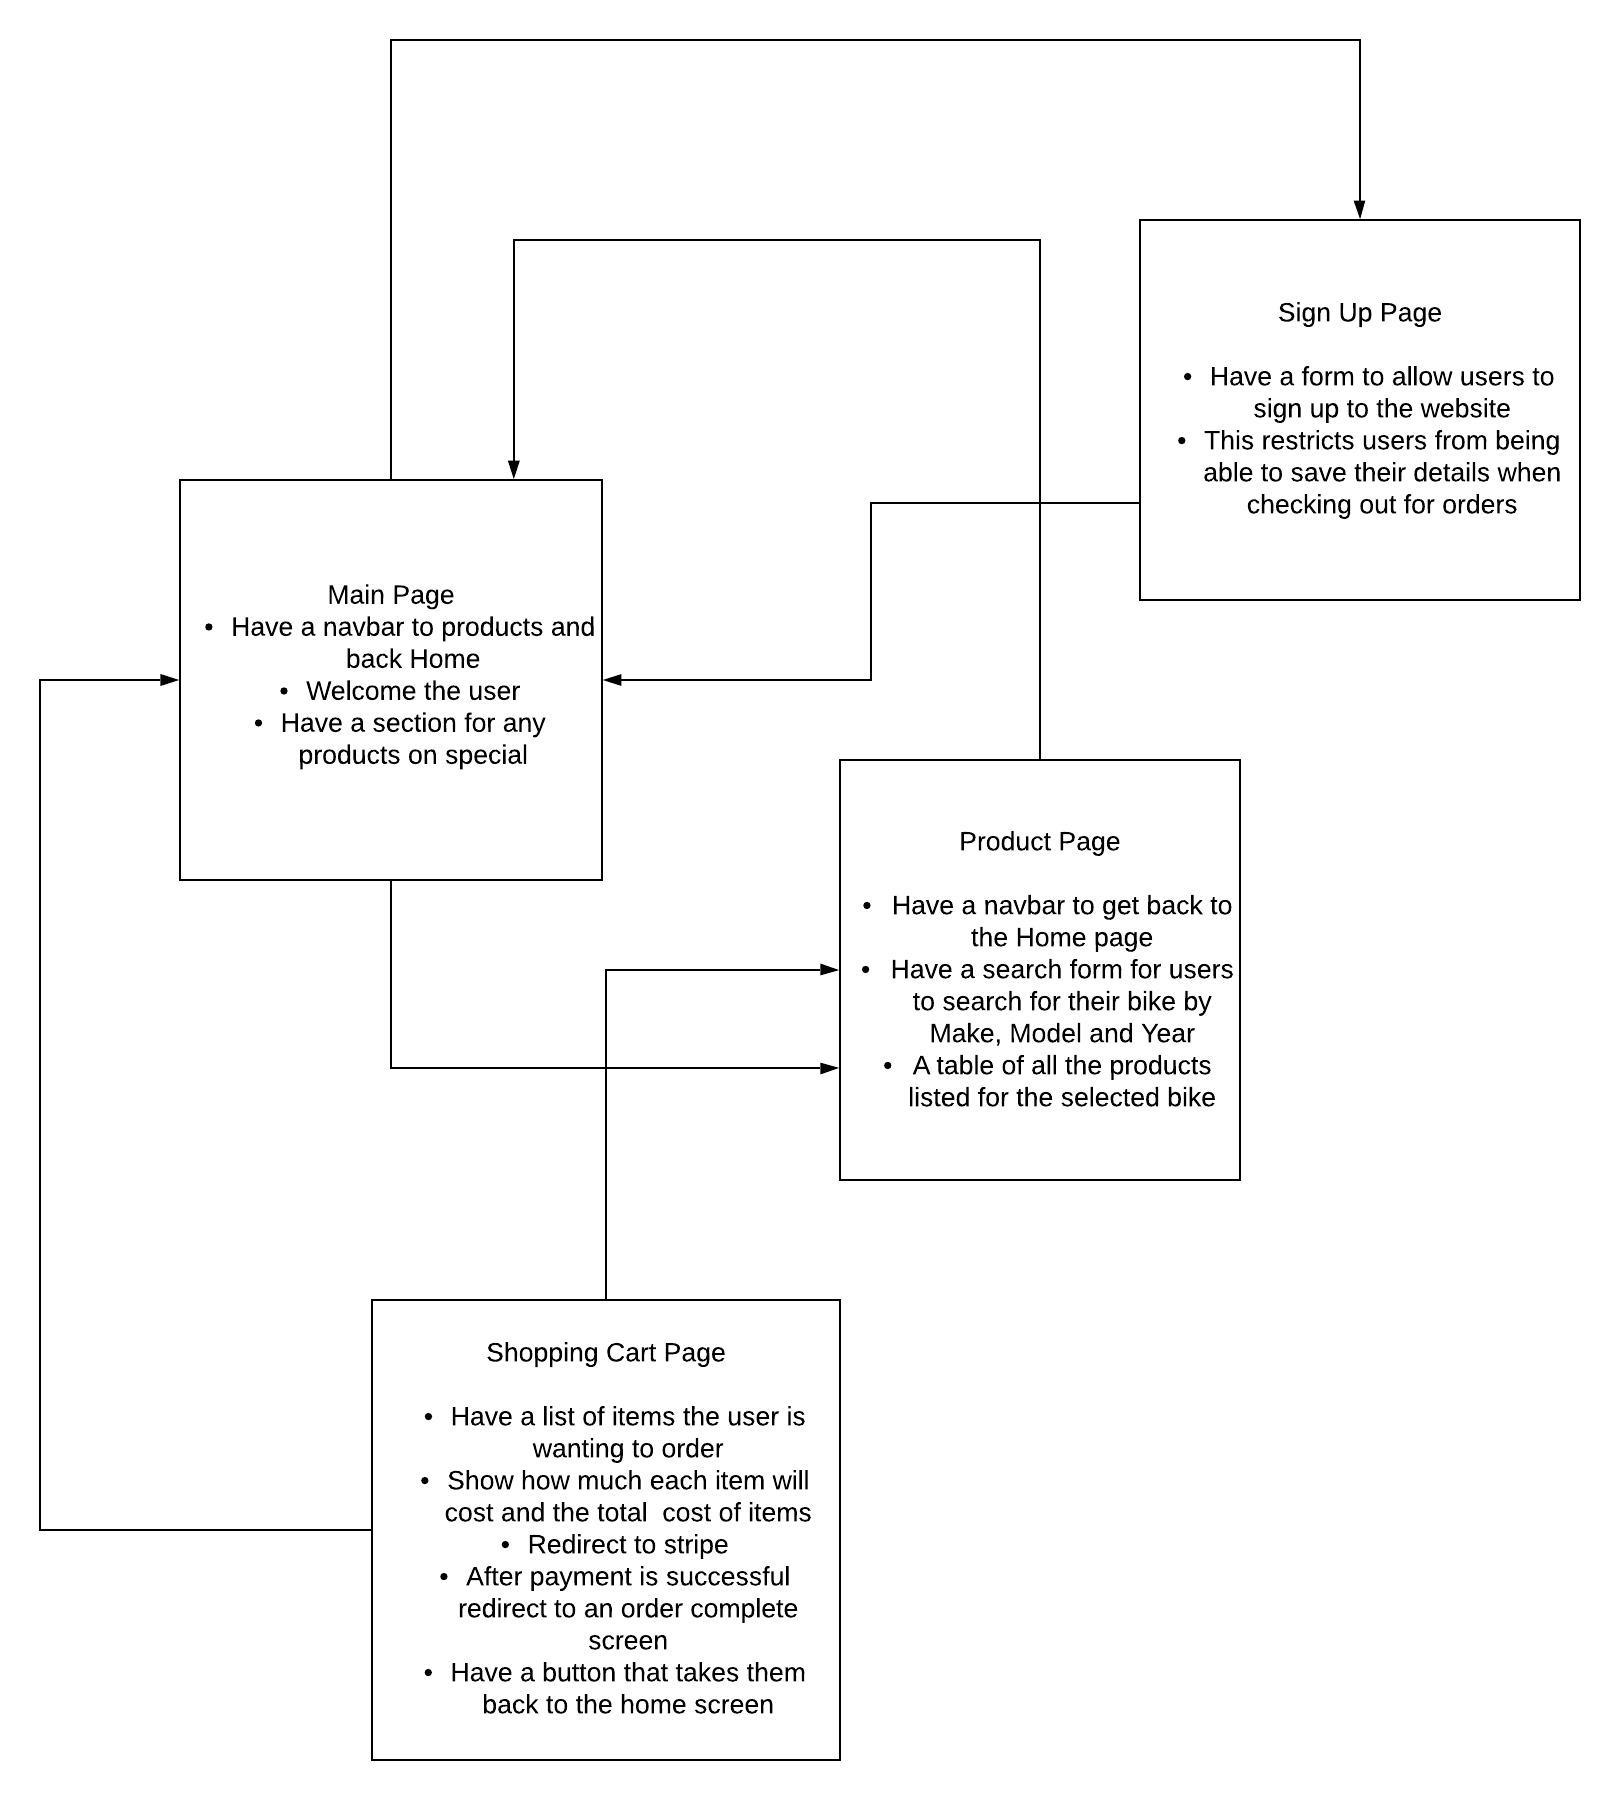 Sign Up Page
• Have a form to allow users to
sign up to the website
• This restricts users from being
able to save their details when
checking out for orders
Main Page
• Have a navbar to products and
back Home
• Welcome the user
• Have a section for any
products on special
Product Page
• Have a navbar to get back to
the Home page
• Have a search form for users
to search for their bike by
Make, Model and Year
• A table of all the products
listed for the selected bike
Shopping Cart Page
• Have a list of items the user is
wanting to order
• Show how much each item will
cost and the total  cost of items
• Redirect to stripe
• After payment is successful
redirect to an order complete
screen
• Have a button that takes them
back to the home screen